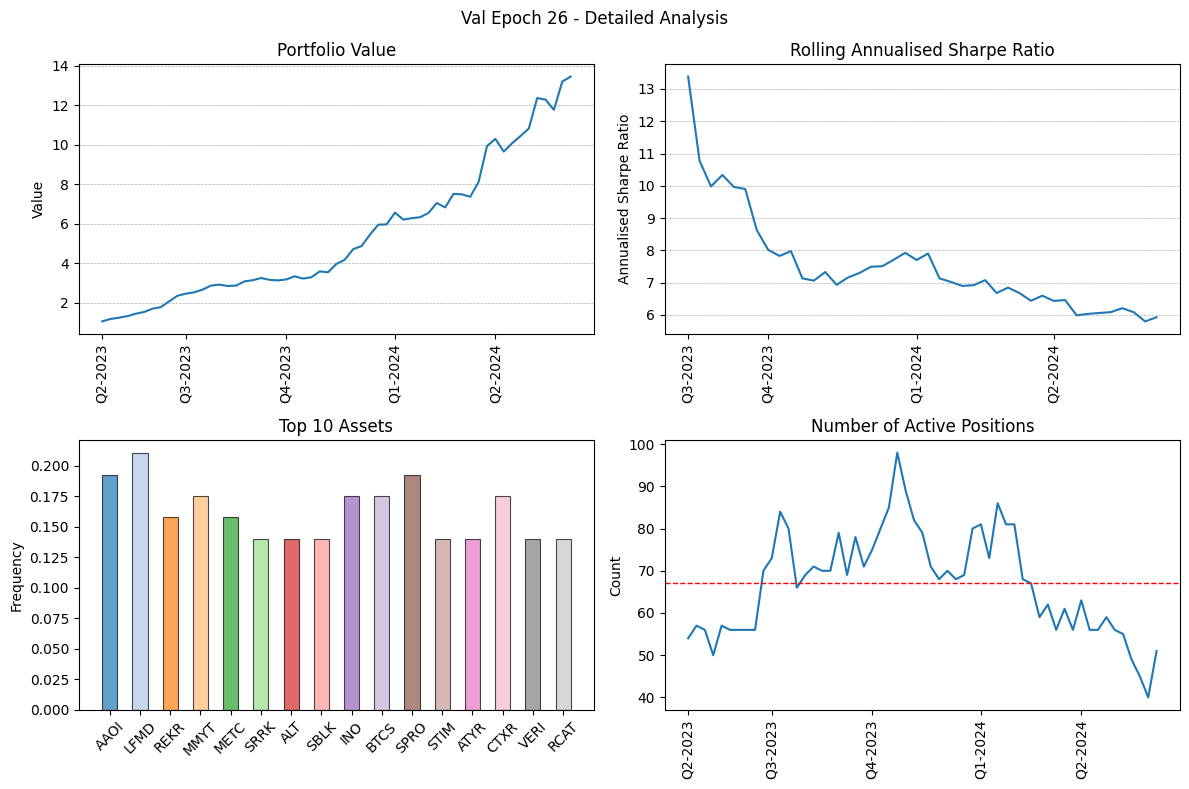 Val Epoch 26 - Detailed Analysis
Portfolio Value
Value
14
12
10
8
6
4
2
Q2-2023
Q3-2023
Q4-2023
Q1-2024
Q2-2024
Rolling Annualised Sharpe Ratio
Annualised Sharpe Ratio
13
12
11
10
9
8
7
6
Q3-2023
Q4-2023
Q1-2024
Q2-2024
Top 10 Assets
Frequency
0.200
0.175
0.150
0.125
0.100
0.075
0.050
0.025
0.000
AAOI
LFMD
REKR
MMYT
METC
SRRK
ALT
SBLK
INO
BTCS
SPRO
STIM
ATYR
CTXR
VERI
RCAT
Number of Active Positions
Count
100
90
80
70
60
50
40
Q2-2023
Q3-2023
Q4-2023
Q1-2024
Q2-2024